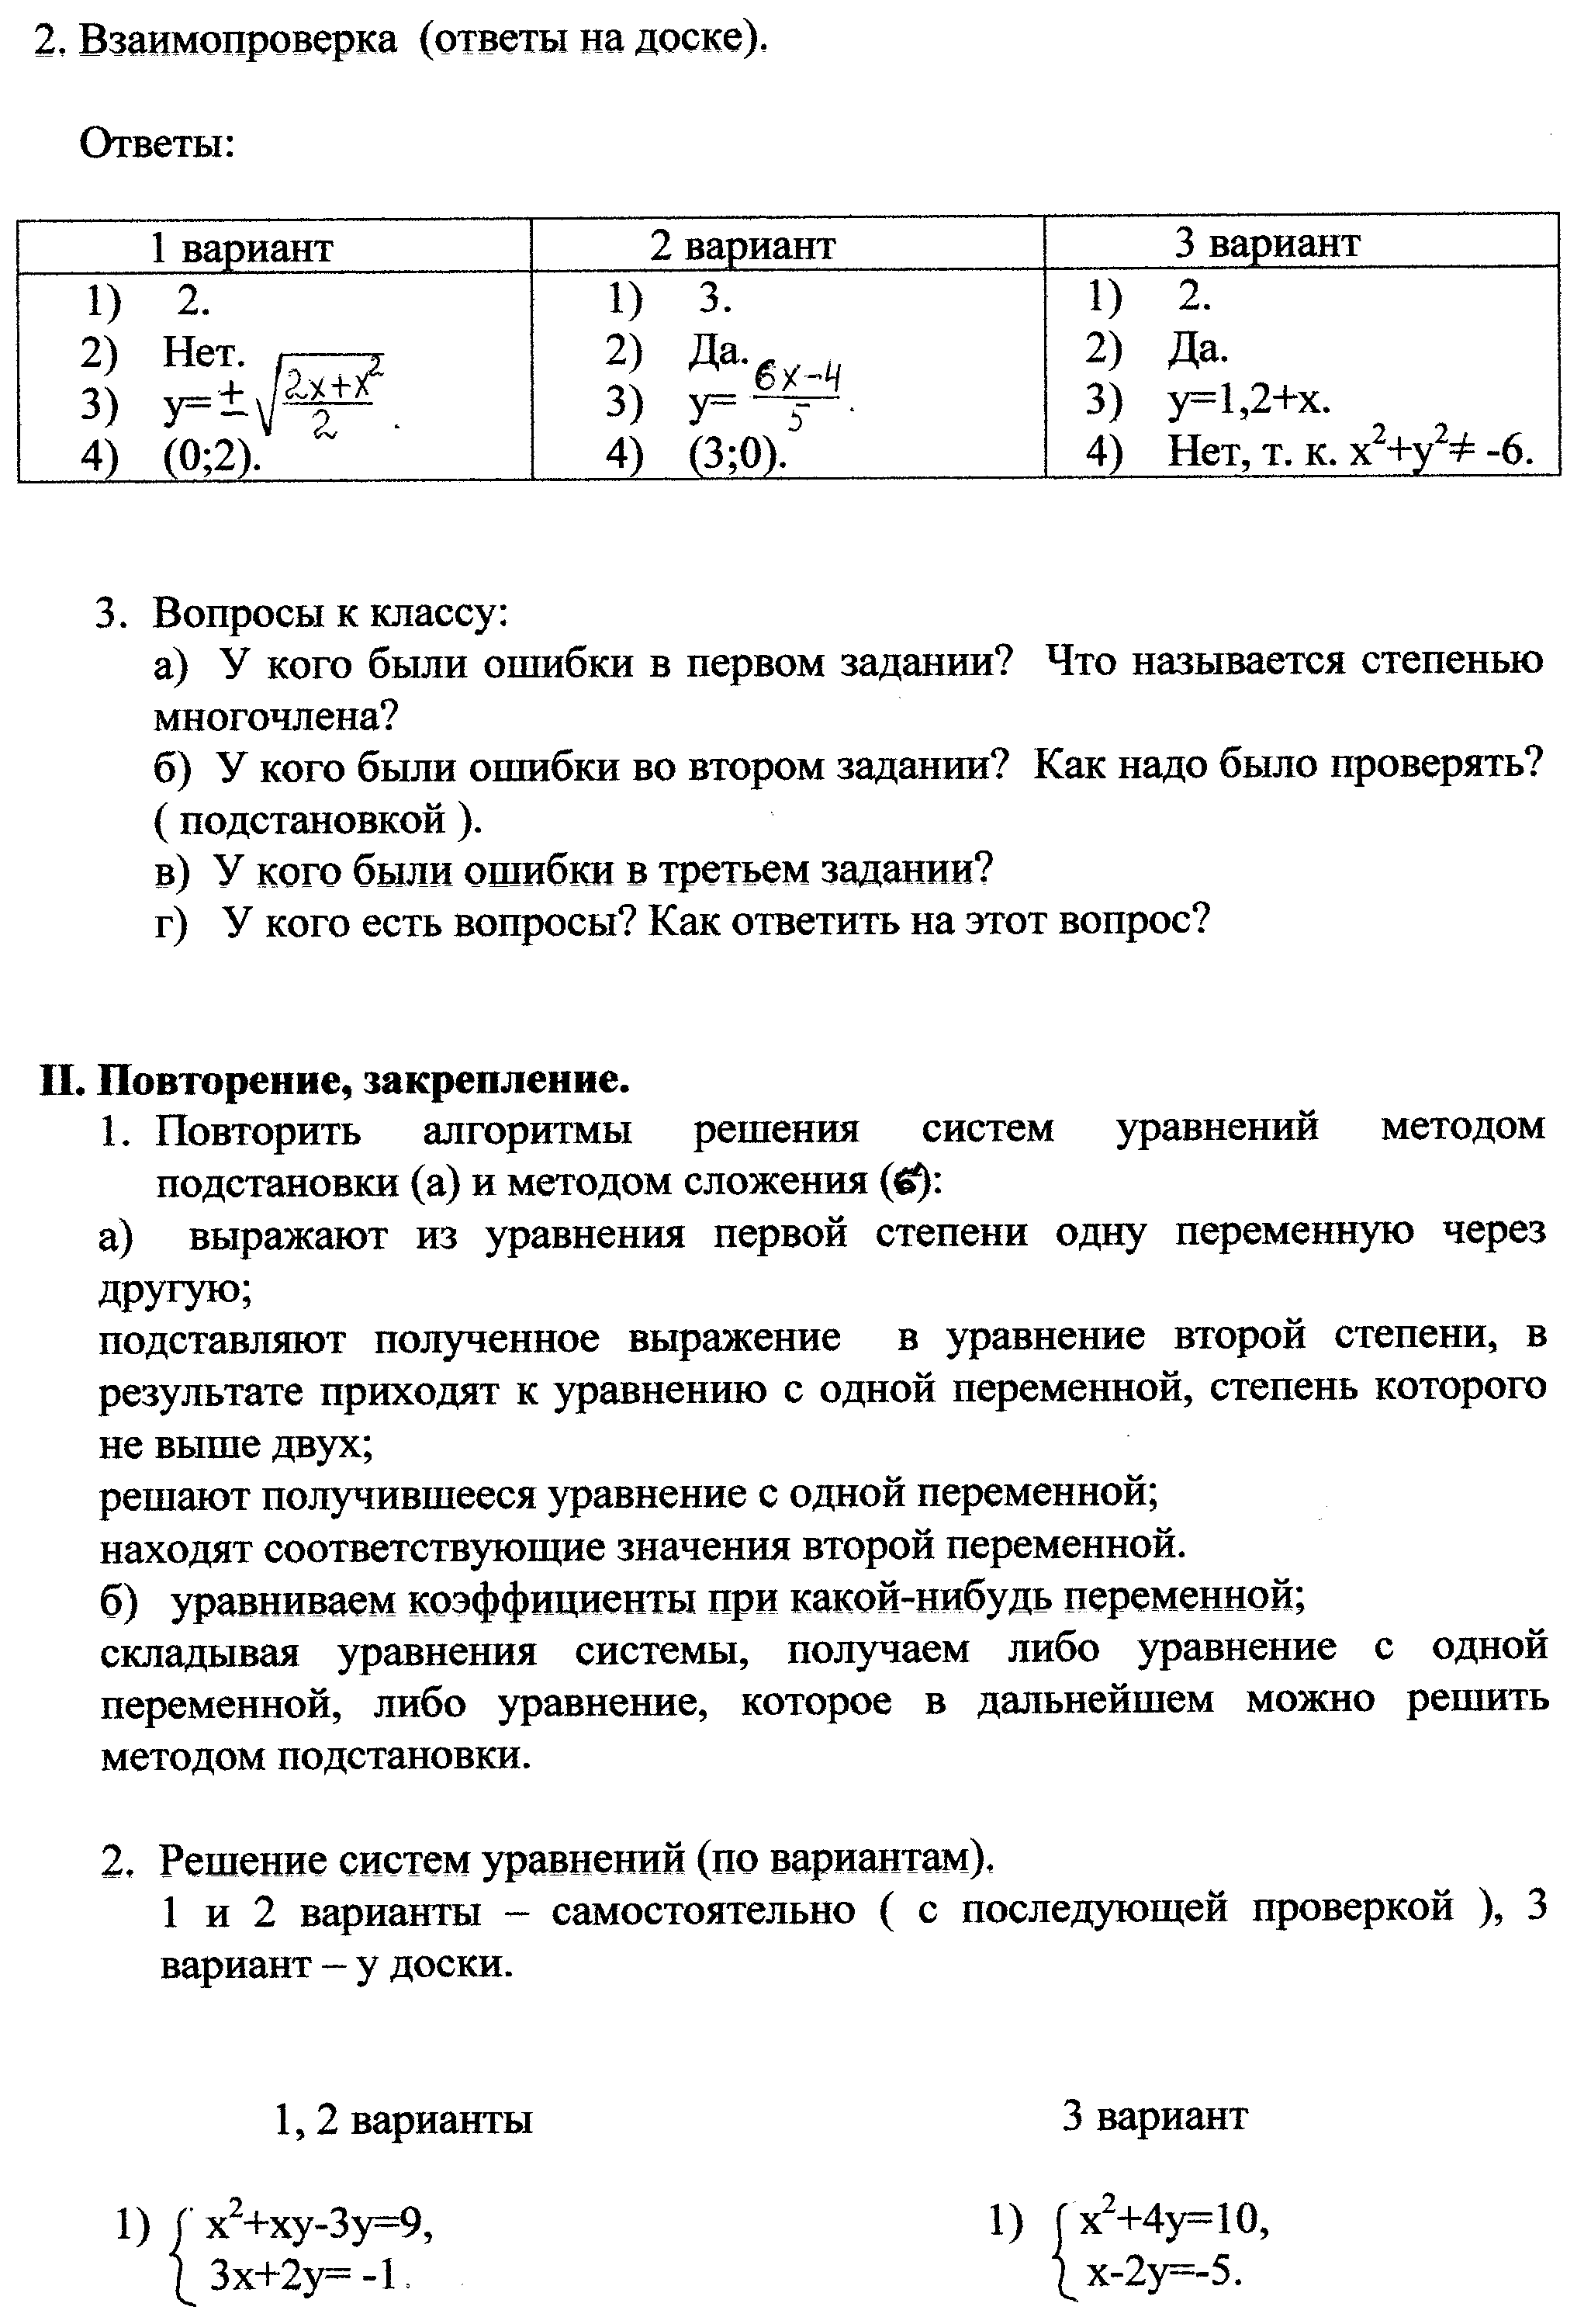 2. Взаимопроверка (ответы на доске).
Ответы:
1 вариант 2 вариант 3 вариант
1) 2. 1) 3. 1) 2.
2) Нет. 2) Да. 2) Да.
3) y=±√((2x+x²)/2). 3) y=(6x-4)/5. 3) y=1,2+x.
4) (0;2). 4) (3;0). 4) Нет, т. к. x²+y²≠ -6.
3. Вопросы к классу:
а) У кого были ошибки в первом задании? Что называется степенью
многочлена?
б) У кого были ошибки во втором задании? Как надо было проверять?
( подстановкой ).
в) У кого были ошибки в третьем задании?
г) У кого есть вопросы? Как ответить на этот вопрос?
II. Повторение, закрепление.
1. Повторить алгоритмы решения систем уравнений методом
подстановки (а) и методом сложения (б):
а) выражают из уравнения первой степени одну переменную через
другую;
подставляют полученное выражение в уравнение второй степени, в
результате приходят к уравнению с одной переменной, степень которого
не выше двух;
решают получившееся уравнение с одной переменной;
находят соответствующие значения второй переменной.
б) уравниваем коэффициенты при какой-нибудь переменной;
складывая уравнения системы, получаем либо уравнение с одной
переменной, либо уравнение, которое в дальнейшем можно решить
методом подстановки.
2. Решение систем уравнений (по вариантам).
1 и 2 варианты – самостоятельно ( с последующей проверкой ), 3
вариант – у доски.
1, 2 варианты 3 вариант
1) { x²+xy-3y=9, 1) { x²+4y=10,
3x+2y= -1. x-2y=-5.